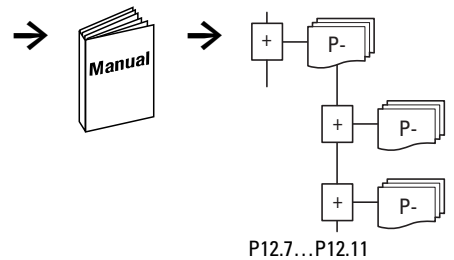 Manual
+ P-
+ P-
+ P-
P12.7...P12.11